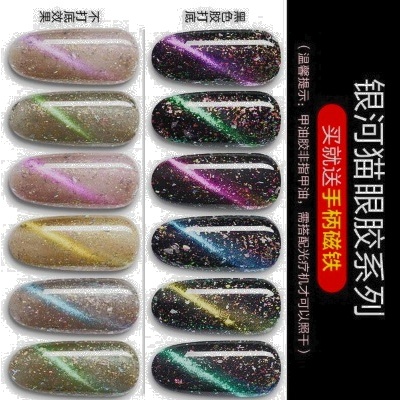 银河猫眼胶系列
买就送手柄磁铁
（温馨提示：甲油胶非指甲油，需搭配光疗机才可以照干）
黑色胶打底
不打底效果